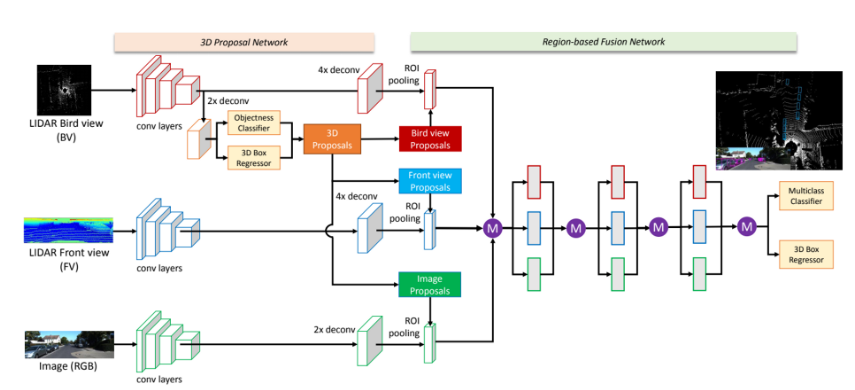 3D Proposal Network
Region-based Fusion Network
LIDAR Bird view
(BV)
conv layers
2x deconv
4x deconv
ROI
pooling
Objectness
Classifier
3D Box
Regressor
3D
Proposals
Bird view
Proposals
Front view
Proposals
4x deconv
ROI
pooling
LIDAR Front view
(FV)
conv layers
Image
Proposals
2x deconv
ROI
pooling
Image (RGB)
conv layers
M
M
M
M
Multiclass
Classifier
3D Box
Regressor